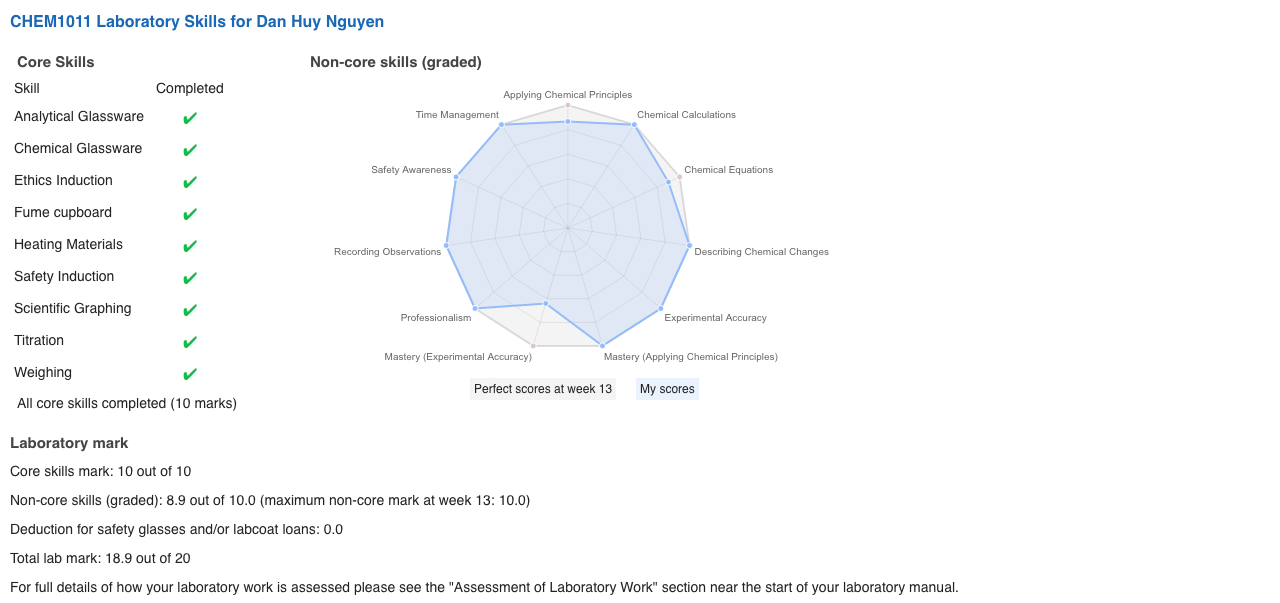 CHEM1011 Laboratory Skills for Dan Huy Nguyen
Core Skills
Skill Completed
Analytical Glassware ✔
Chemical Glassware ✔
Ethics Induction ✔
Fume cupboard ✔
Heating Materials ✔
Safety Induction ✔
Scientific Graphing ✔
Titration ✔
Weighing ✔
All core skills completed (10 marks)
Non-core skills (graded)
Applying Chemical Principles
Time Management
Chemical Calculations
Safety Awareness
Chemical Equations
Recording Observations
Describing Chemical Changes
Professionalism
Experimental Accuracy
Mastery (Experimental Accuracy)
Mastery (Applying Chemical Principles)
Perfect scores at week 13
My scores
Laboratory mark
Core skills mark: 10 out of 10
Non-core skills (graded): 8.9 out of 10.0 (maximum non-core mark at week 13: 10.0)
Deduction for safety glasses and/or labcoat loans: 0.0
Total lab mark: 18.9 out of 20
For full details of how your laboratory work is assessed please see the "Assessment of Laboratory Work" section near the start of your laboratory manual.